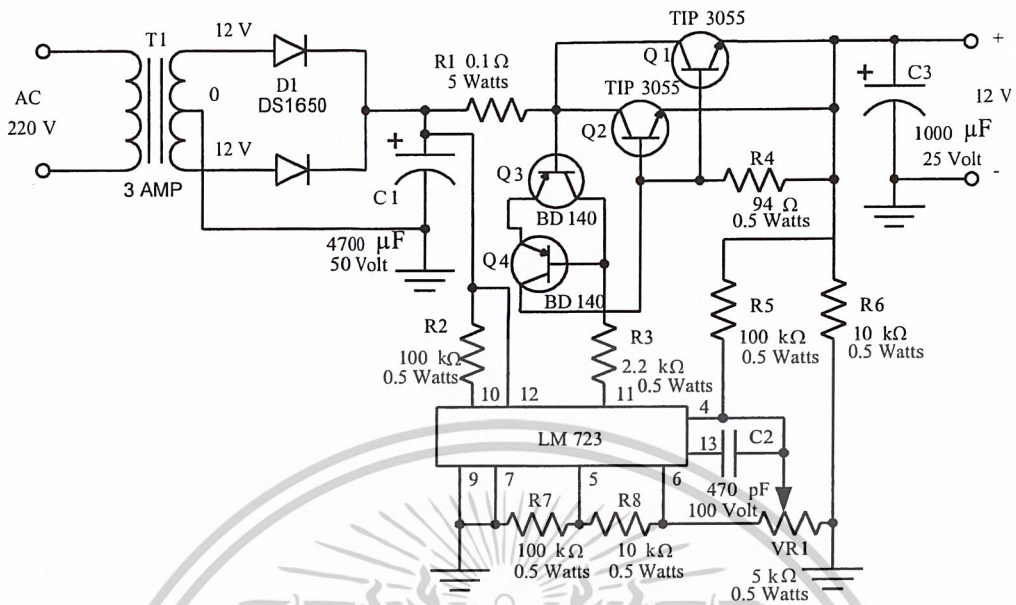 TIP 3055
T1
12 V
Q1
+
D1
DS1650
R1 0.1 Ω
5 Watts
TIP 3055
+
C3
AC
220 V
0
12 V
Q2
1000 μF
25 Volt
12 V
3 AMP
+
C1
Q3
R4
-
94 Ω
0.5 Watts
BD 140
4700 μF
50 Volt
Q4
BD 140
R2
100 kΩ
0.5 Watts
R3
2.2 kΩ
0.5 Watts
R5
100 kΩ
0.5 Watts
R6
10 kΩ
0.5 Watts
10
12
11
4
LM 723
13
C2
9
7
5
6
470 pF
100 Volt
R7
R8
100 kΩ
0.5 Watts
10 kΩ
0.5 Watts
VR1
5 kΩ
0.5 Watts